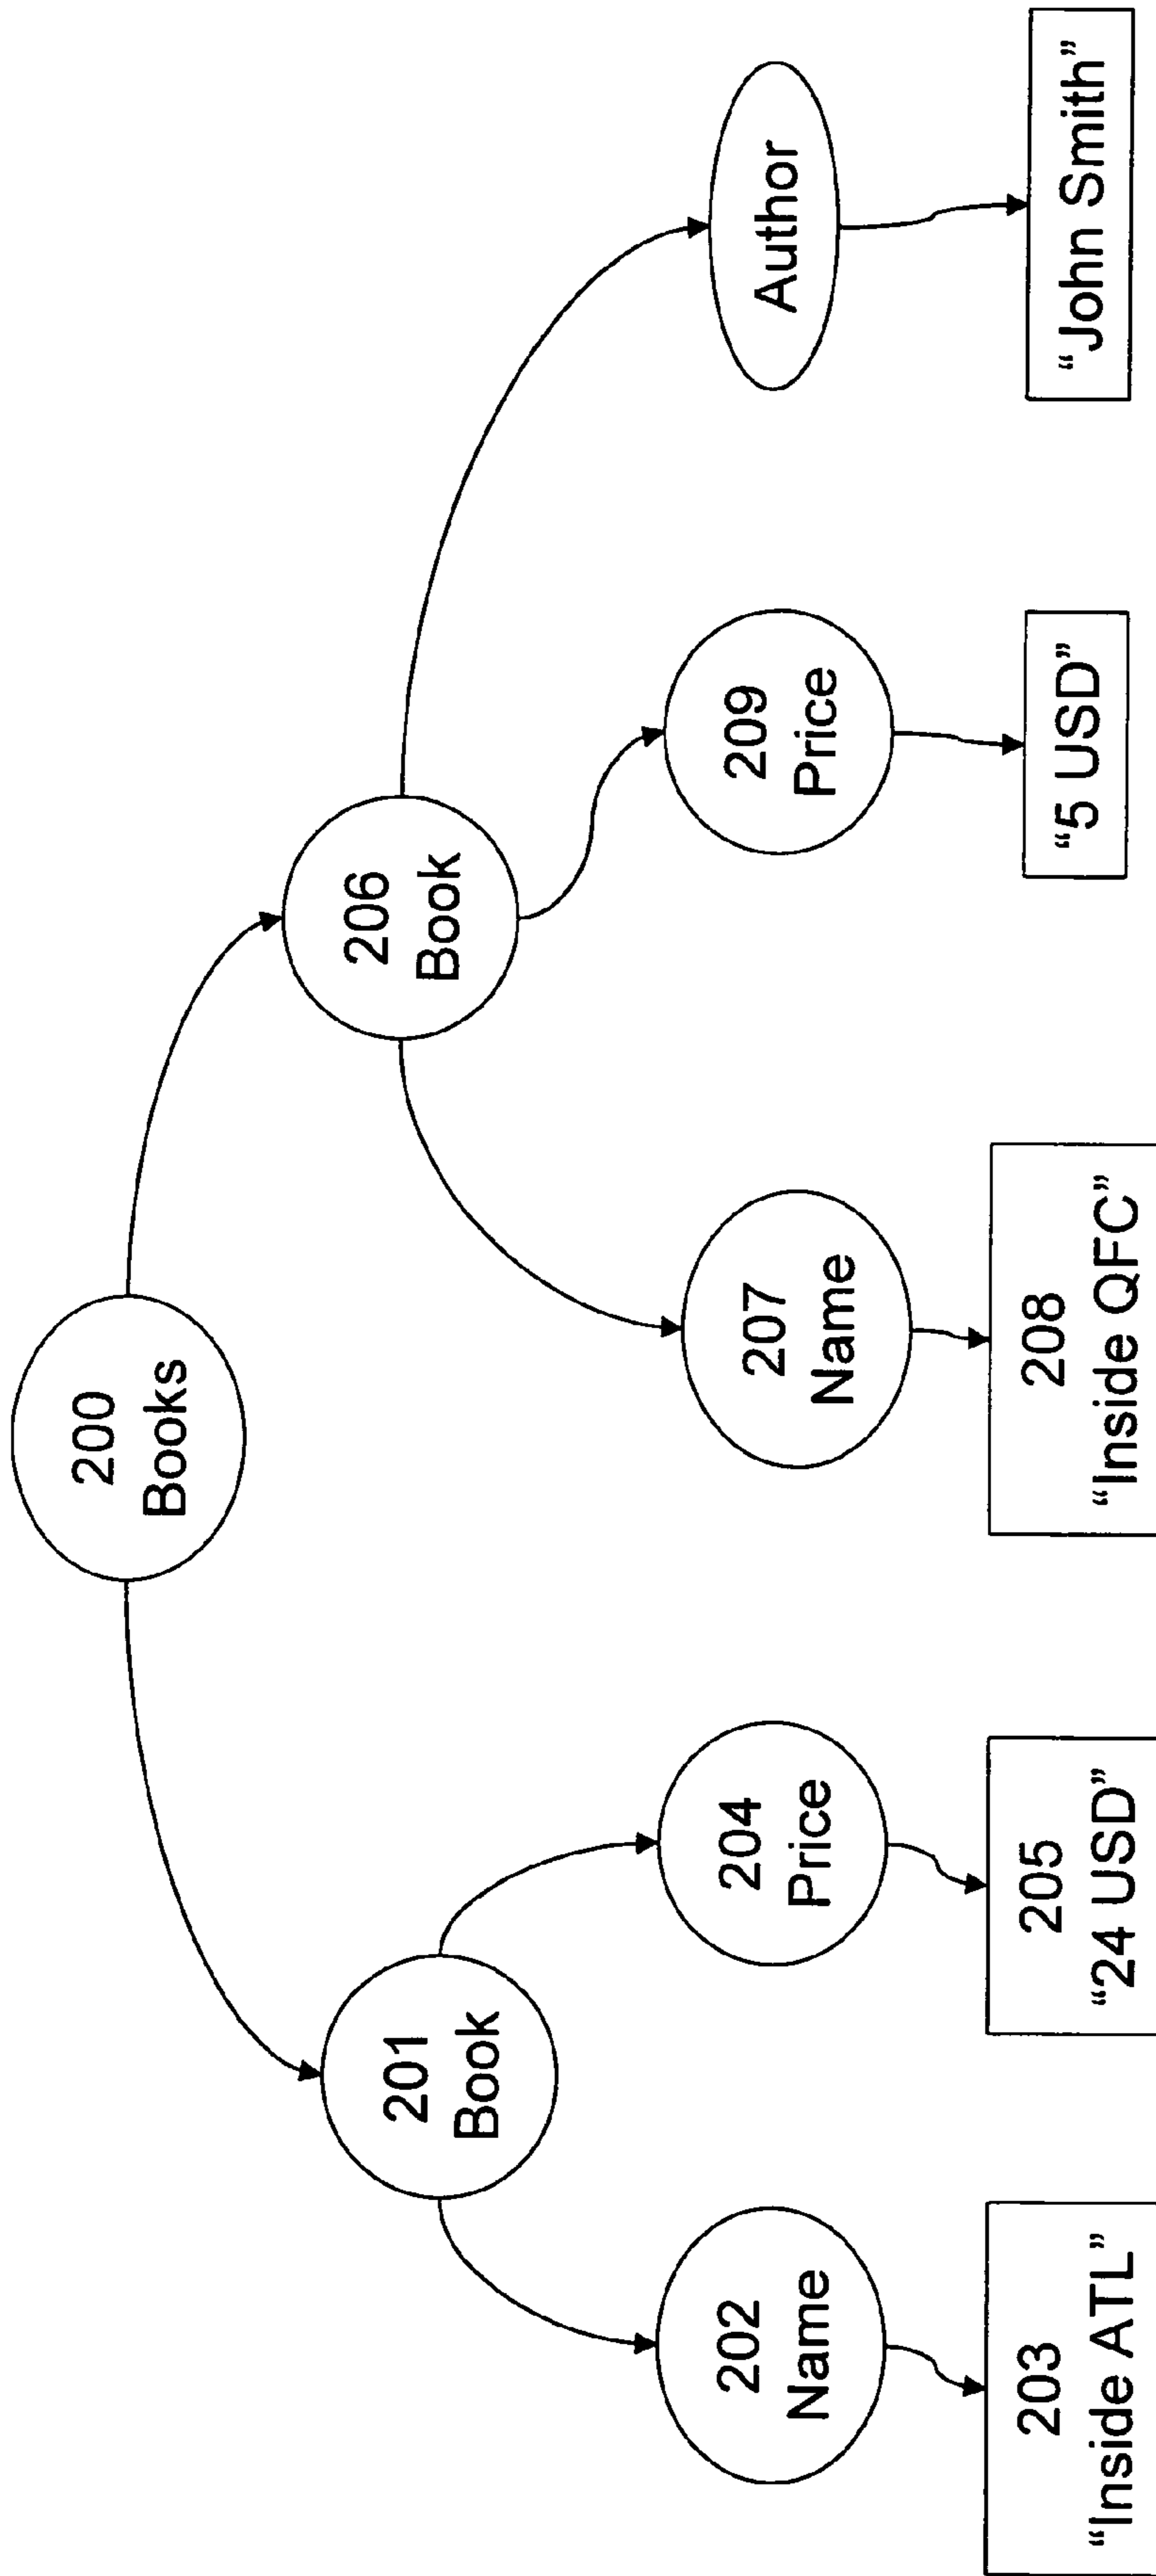 200
Books
201
Book
206
Book
202
Name
204
Price
207
Name
209
Price
Author
203
“Inside ATL”
205
“24 USD”
208
“Inside QFC”
“5 USD”
“John Smith”